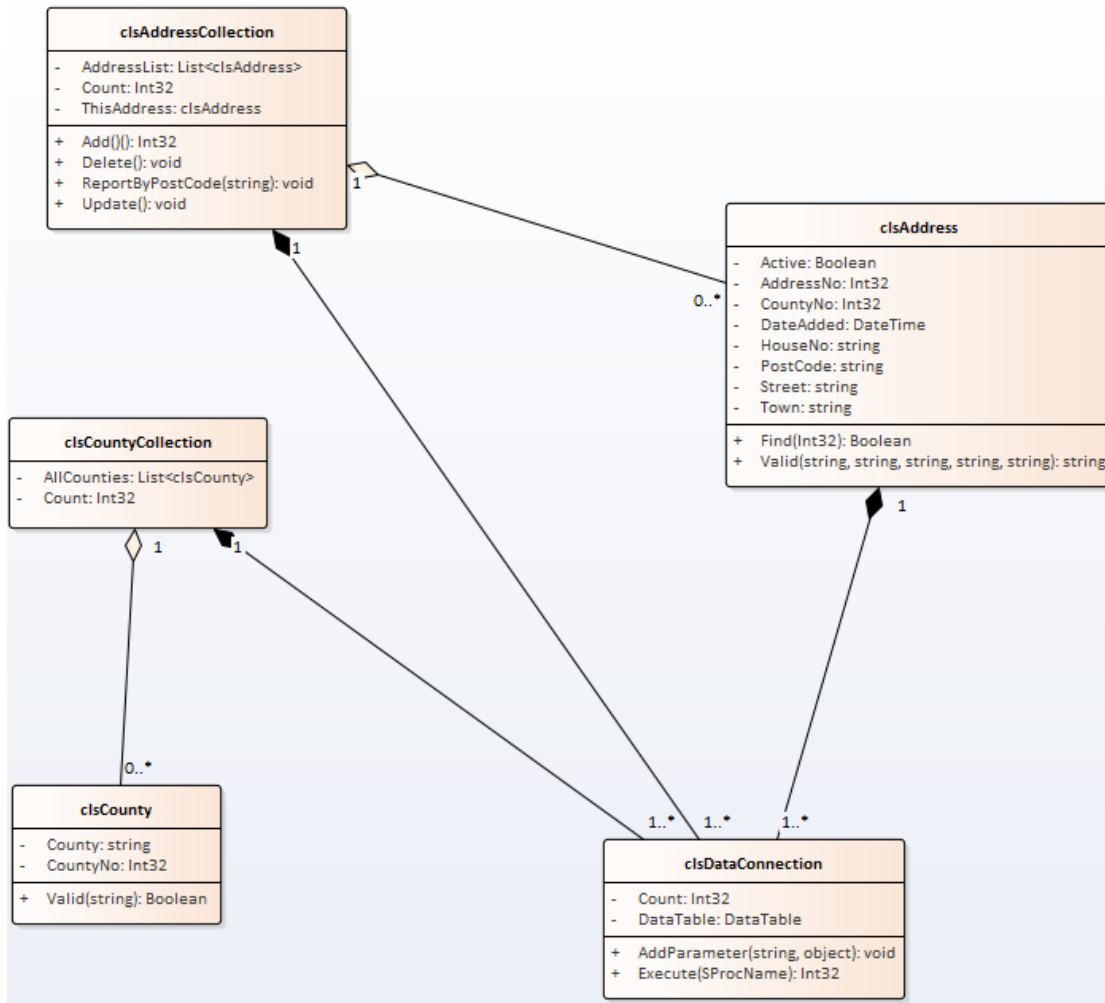 clsAddressCollection
- AddressList: List<clsAddress>
- Count: Int32
- ThisAddress: clsAddress
+ Add()(): Int32
+ Delete(): void
+ ReportByPostCode(string): void
+ Update(): void
1
1
0..*
clsAddress
- Active: Boolean
- AddressNo: Int32
- CountyNo: Int32
- DateAdded: DateTime
- HouseNo: string
- PostCode: string
- Street: string
- Town: string
+ Find(Int32): Boolean
+ Valid(string, string, string, string, string): string
1
clsCountyCollection
- AllCounties: List<clsCounty>
- Count: Int32
1
1
0..*
clsCounty
- County: string
- CountyNo: Int32
+ Valid(string): Boolean
1..*
1..*
1..*
clsDataConnection
- Count: Int32
- DataTable: DataTable
+ AddParameter(string, object): void
+ Execute(SProcName): Int32